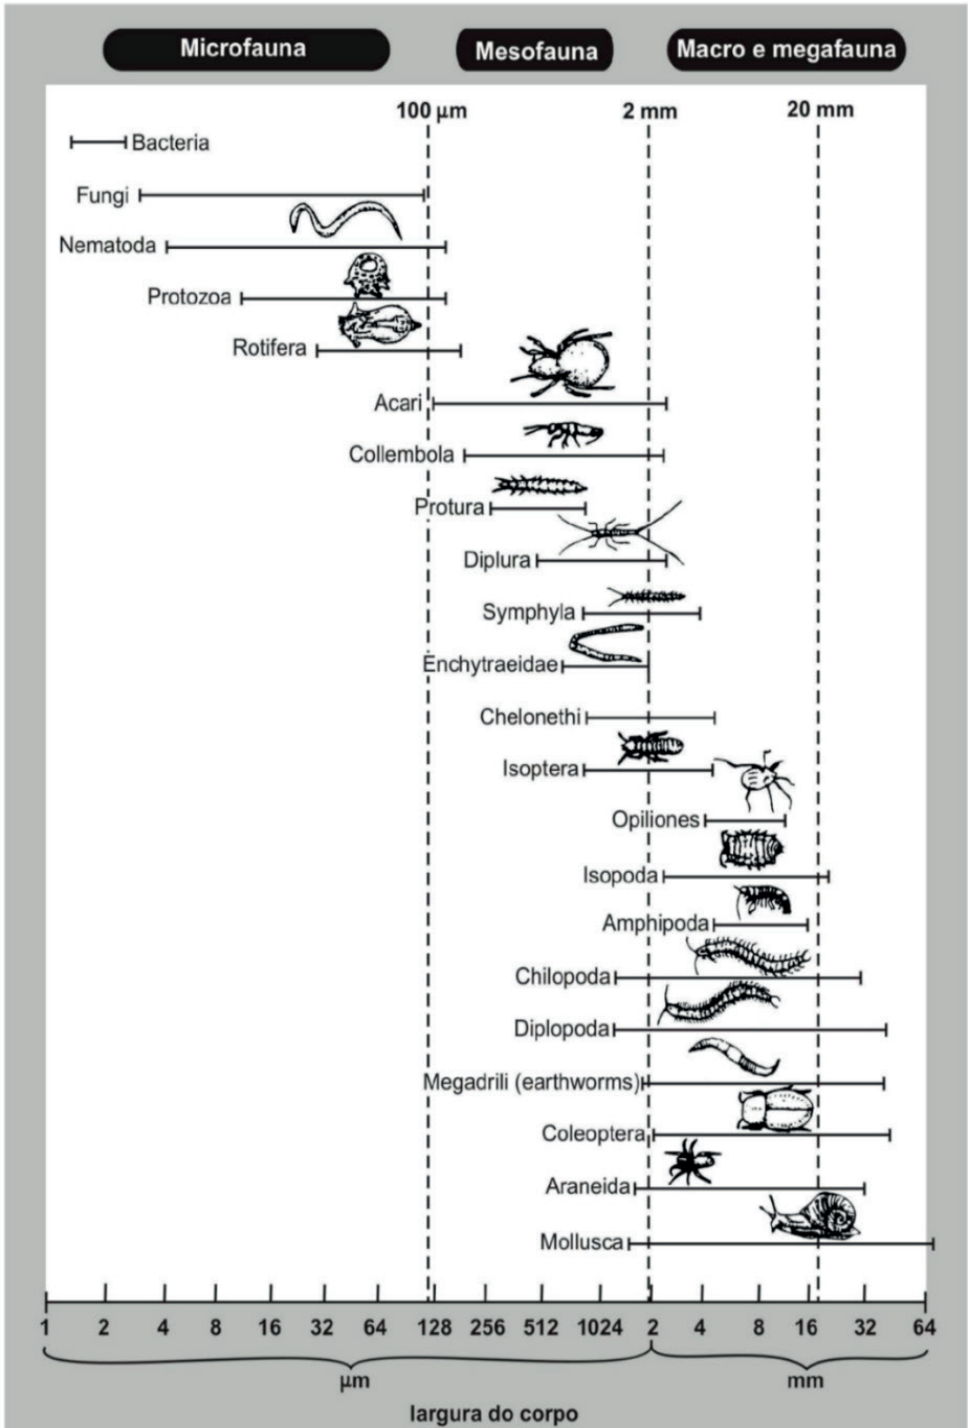 Microfauna
Mesofauna
Macro e megafauna
100 µm
2 mm
20 mm
Bacteria
Fungi
Nematoda
Protozoa
Rotifera
Acari
Collembola
Protura
Diplura
Symphyla
Enchytraeidae
Chelonethi
Isoptera
Opiliones
Isopoda
Amphipoda
Chilopoda
Diplopoda
Megadrili (earthworms)
Coleoptera
Araneida
Mollusca
1 2 4 8 16 32 64 128 256 512 1024 2 4 8 16 32 64
µm mm
largura do corpo